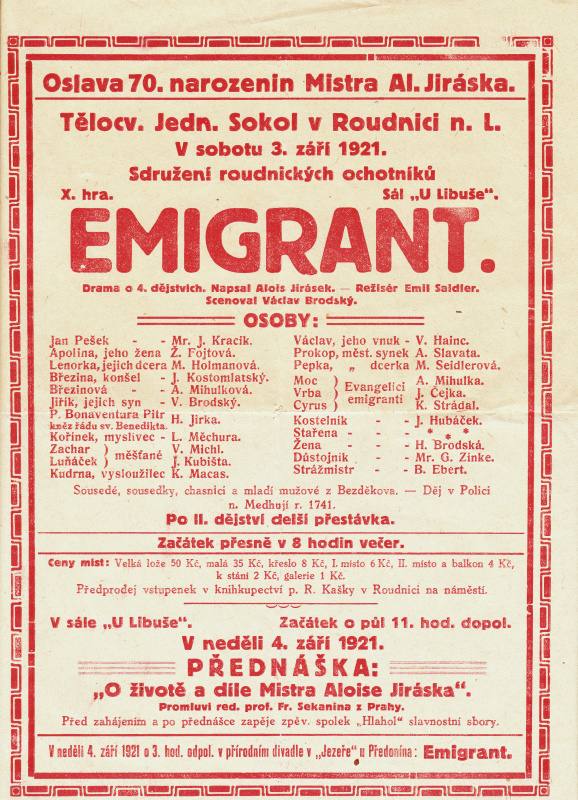 Oslava 70. narozenin Mistra Al. Jiráska.
Tělocv. Jedn. Sokol v Roudnici n. L.
V sobotu 3. září 1921.
Sdružení roudnických ochotníků
X. hra. Sál „U Libuše".
EMIGRANT.
Drama o 4. dějstvích. Napsal Alois Jirásek. — Režisér Emil Saidler.
Scenoval Václav Brodský.
OSOBY:
Jan Pešek - - Mr. J. Kracik.
Apolina, jeho žena Ž. Fojtová.
Lenorka, jejich dcera M. Holmanová.
Březina, konšel - J. Kostomlatský.
Březinová - - A. Mihulková.
Jiřík, jejich syn - V. Brodský.
P. Bonaventura Pitr
kněz řádu sv. Benedikta. H. Jirka.
Kořínek, myslivec - L. Měchura.
Zachar ) měšťané V. Michl.
Luňáček ) J. Kubišta.
Kudrna, vysloužilec K. Macas.
Václav, jeho vnuk - V. Hainc.
Prokop, měst. synek A. Slavata.
Pepka, „ dcerka M. Seidlerová.
Moc } Evangeličí emigranti A. Mihulka.
Vrba J. Čejka.
Cyrus K. Strádal.
Kostelník - - J. Hubáček.
Stařena - - - * * *
Žena - - - H. Brodská.
Důstojník - - Mr. G. Zinke.
Strážmistr - - B. Ebert.
Sousedé, sousedky, chasníci a mladí mužové z Bezděkova. — Děj v Polici
n. Medhují r. 1741.
Po II. dějství delší přestávka.
Začátek přesně v 8 hodin večer.
Ceny míst: Velká lože 50 Kč, malá 35 Kč, křeslo 8 Kč, I. místo 6 Kč, II. místo a balkon 4 Kč,
k stání 2 Kč, galerie 1 Kč.
Předprodej vstupenek v knihkupectví p. R. Kašky v Roudnici na náměstí.
V sále „U Libuše". Začátek o půl 11. hod. dopol.
V neděli 4. září 1921.
PŘEDNÁŠKA:
„O životě a díle Mistra Aloise Jiráska".
Promluví red. prof. Fr. Sekanina z Prahy.
Před zahájením a po přednášce zapěje zpěv. spolek „Hlahol" slavnostní sbory.
V neděli 4. září 1921 o 3. hod. odpol. v přírodním divadle v „Jezeře" u Předonína: Emigrant.